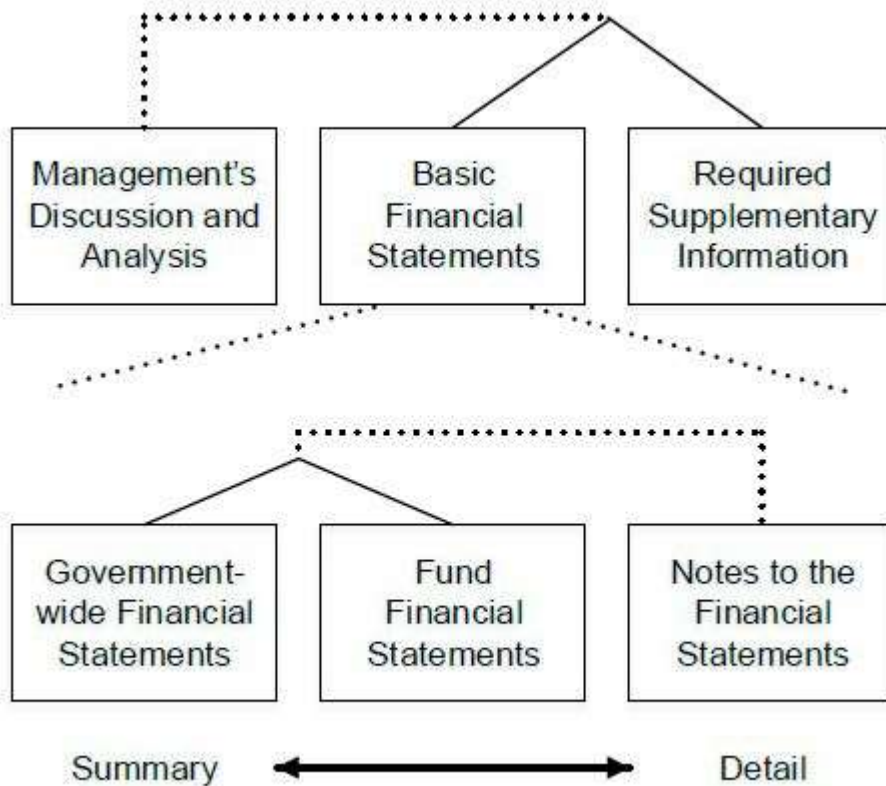 Management's
Discussion and
Analysis
Basic
Financial
Statements
Required
Supplementary
Information
Government-
wide Financial
Statements
Fund
Financial
Statements
Notes to the
Financial
Statements
Summary
Detail